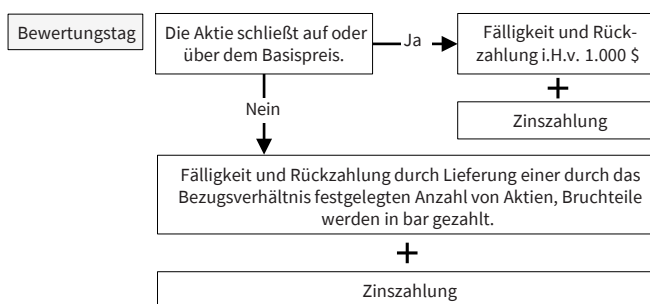 Bewertungstag
Die Aktie schließt auf oder
über dem Basispreis.
Ja
Fälligkeit und Rück-
zahlung i.H.v. 1.000 $
+
Zinszahlung
Nein
Fälligkeit und Rückzahlung durch Lieferung einer durch das
Bezugsverhältnis festgelegten Anzahl von Aktien, Bruchteile
werden in bar gezahlt.
+
Zinszahlung